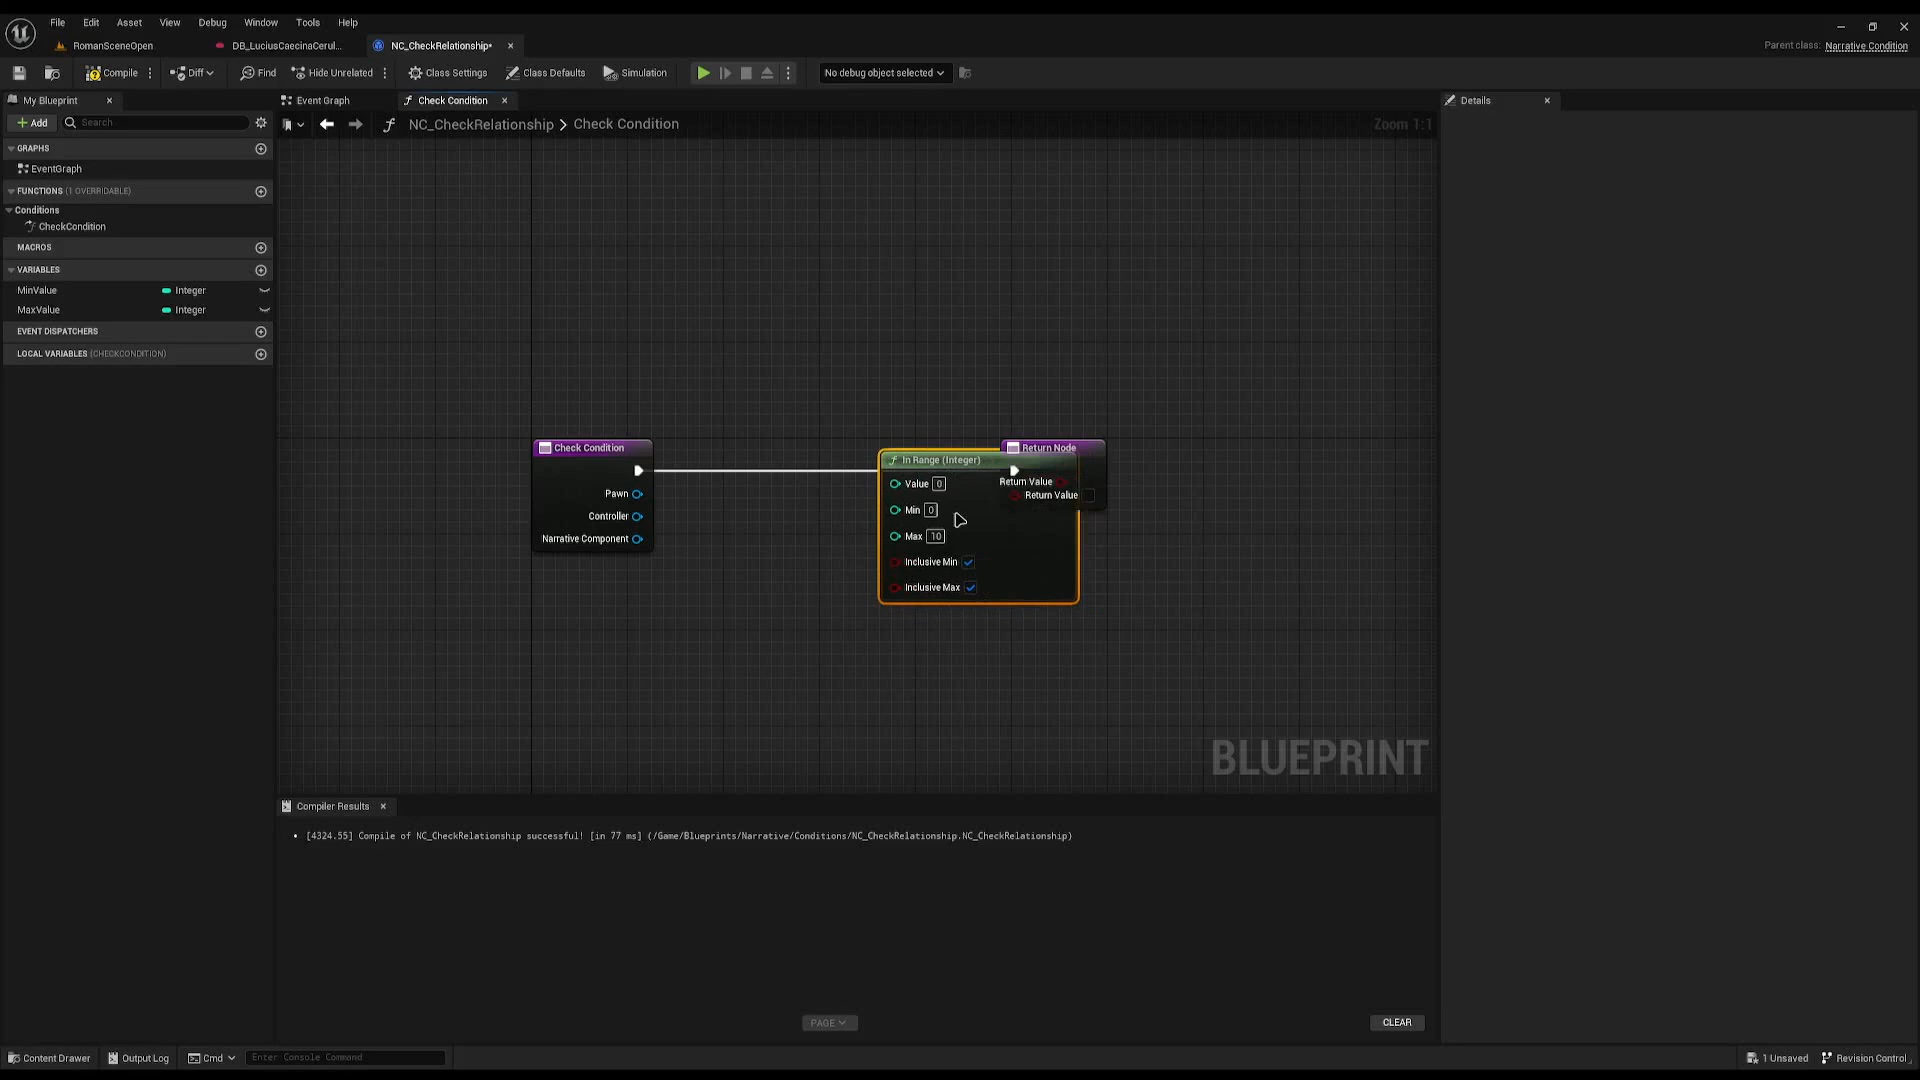 File Edit Asset View Debug Window Tools Help
RomanSceneOpen DB_LuciusCaecinaCerul... NC_CheckRelationship*
Parent class: Narrative Condition
Compile Diff Find Hide Unrelated Class Settings Class Defaults Simulation No debug object selected
My Blueprint
Event Graph Check Condition
Details
Add Search
NC_CheckRelationship > Check Condition
Zoom 1:1
GRAPHS
EventGraph
FUNCTIONS (1 OVERRIDABLE)
Conditions
CheckCondition
MACROS
VARIABLES
MinValue Integer
MaxValue Integer
EVENT DISPATCHERS
LOCAL VARIABLES (CHECKCONDITION)
Check Condition
Pawn
Controller
Narrative Component
In Range (Integer)
Value 0
Min 0
Max 10
Inclusive Min
Inclusive Max
Return Value
Return Node
Return Value
BLUEPRINT
Compiler Results
[4324.55] Compile of NC_CheckRelationship successful! [in 77 ms] (/Game/Blueprints/Narrative/Conditions/NC_CheckRelationship.NC_CheckRelationship)
PAGE
CLEAR
Content Drawer Output Log Cmd Enter Console Command
1 Unsaved Revision Control